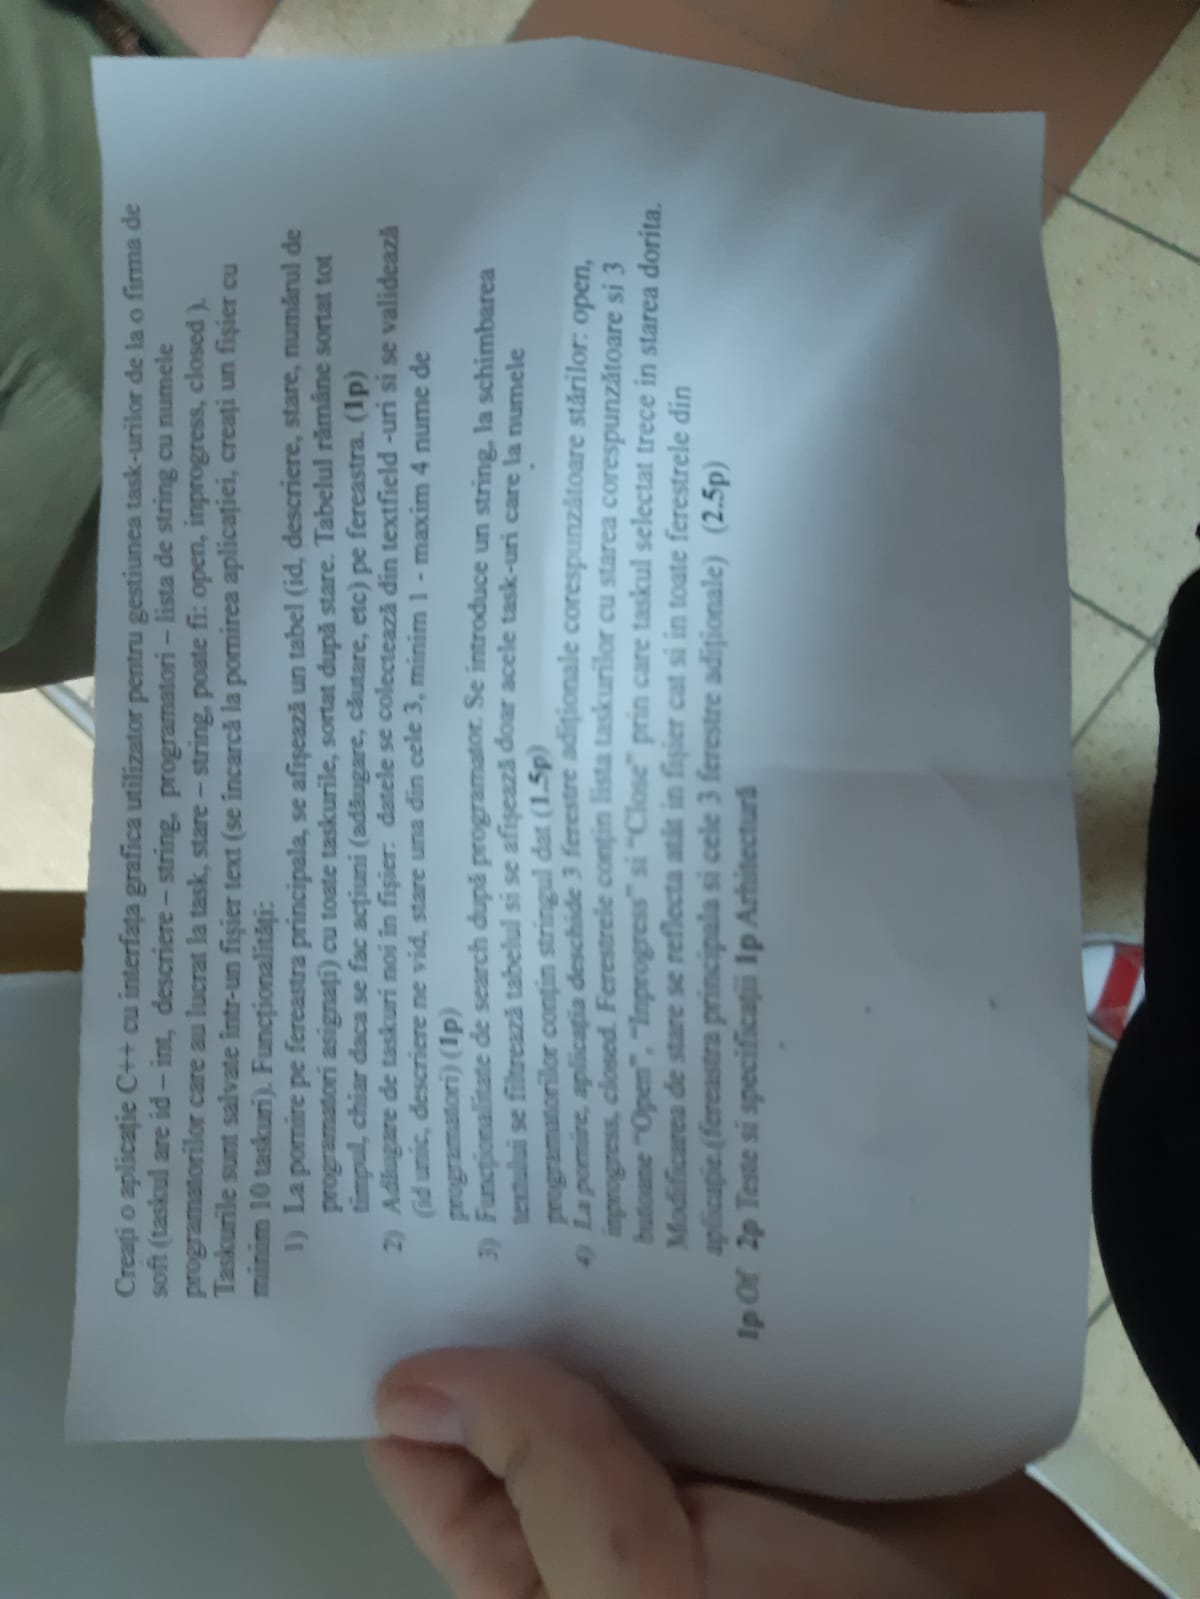 Creați o aplicație C++ cu interfața grafica utilizator pentru gestiunea task-urilor de la o firma de
soft (taskul are id – int, descriere – string, programatori – lista de string cu numele
programatorilor care au lucrat la task, stare – string, poate fi: open, inprogress, closed ).
Taskurile sunt salvate într-un fișier text (se încarcă la pornirea aplicației, creați un fișier cu
minim 10 taskuri). Funcționalități:
1) La pornire pe fereastra principala, se afișează un tabel (id, descriere, stare, numărul de
programatori asignați) cu toate taskurile, sortat după stare. Tabelul rămâne sortat tot
timpul, chiar daca se fac acțiuni (adăugare, căutare, etc) pe fereastra. (1p)
2) Adăugare de taskuri noi în fișier: datele se colectează din textfield -uri si se validează
(id unic, descriere ne vid, stare una din cele 3, minim 1 - maxim 4 nume de
programatori) (1p)
3) Funcționalitate de search după programator. Se introduce un string, la schimbarea
textului se filtrează tabelul si se afișează doar acele task-uri care la numele
programatorilor conțin stringul dat (1.5p)
4) La pornire, aplicația deschide 3 ferestre adiționale corespunzătoare stărilor: open,
inprogress, closed. Ferestrele conțin lista taskurilor cu starea corespunzătoare si 3
butoane "Open", "Inprogress" si "Close" prin care taskul selectat trece in starea dorita.
Modificarea de stare se reflecta atât in fișier cat si in toate ferestrele din
aplicație.(fereastra principala si cele 3 ferestre adiționale) (2.5p)
1p Of 2p Teste si specificații 1p Arhitectură